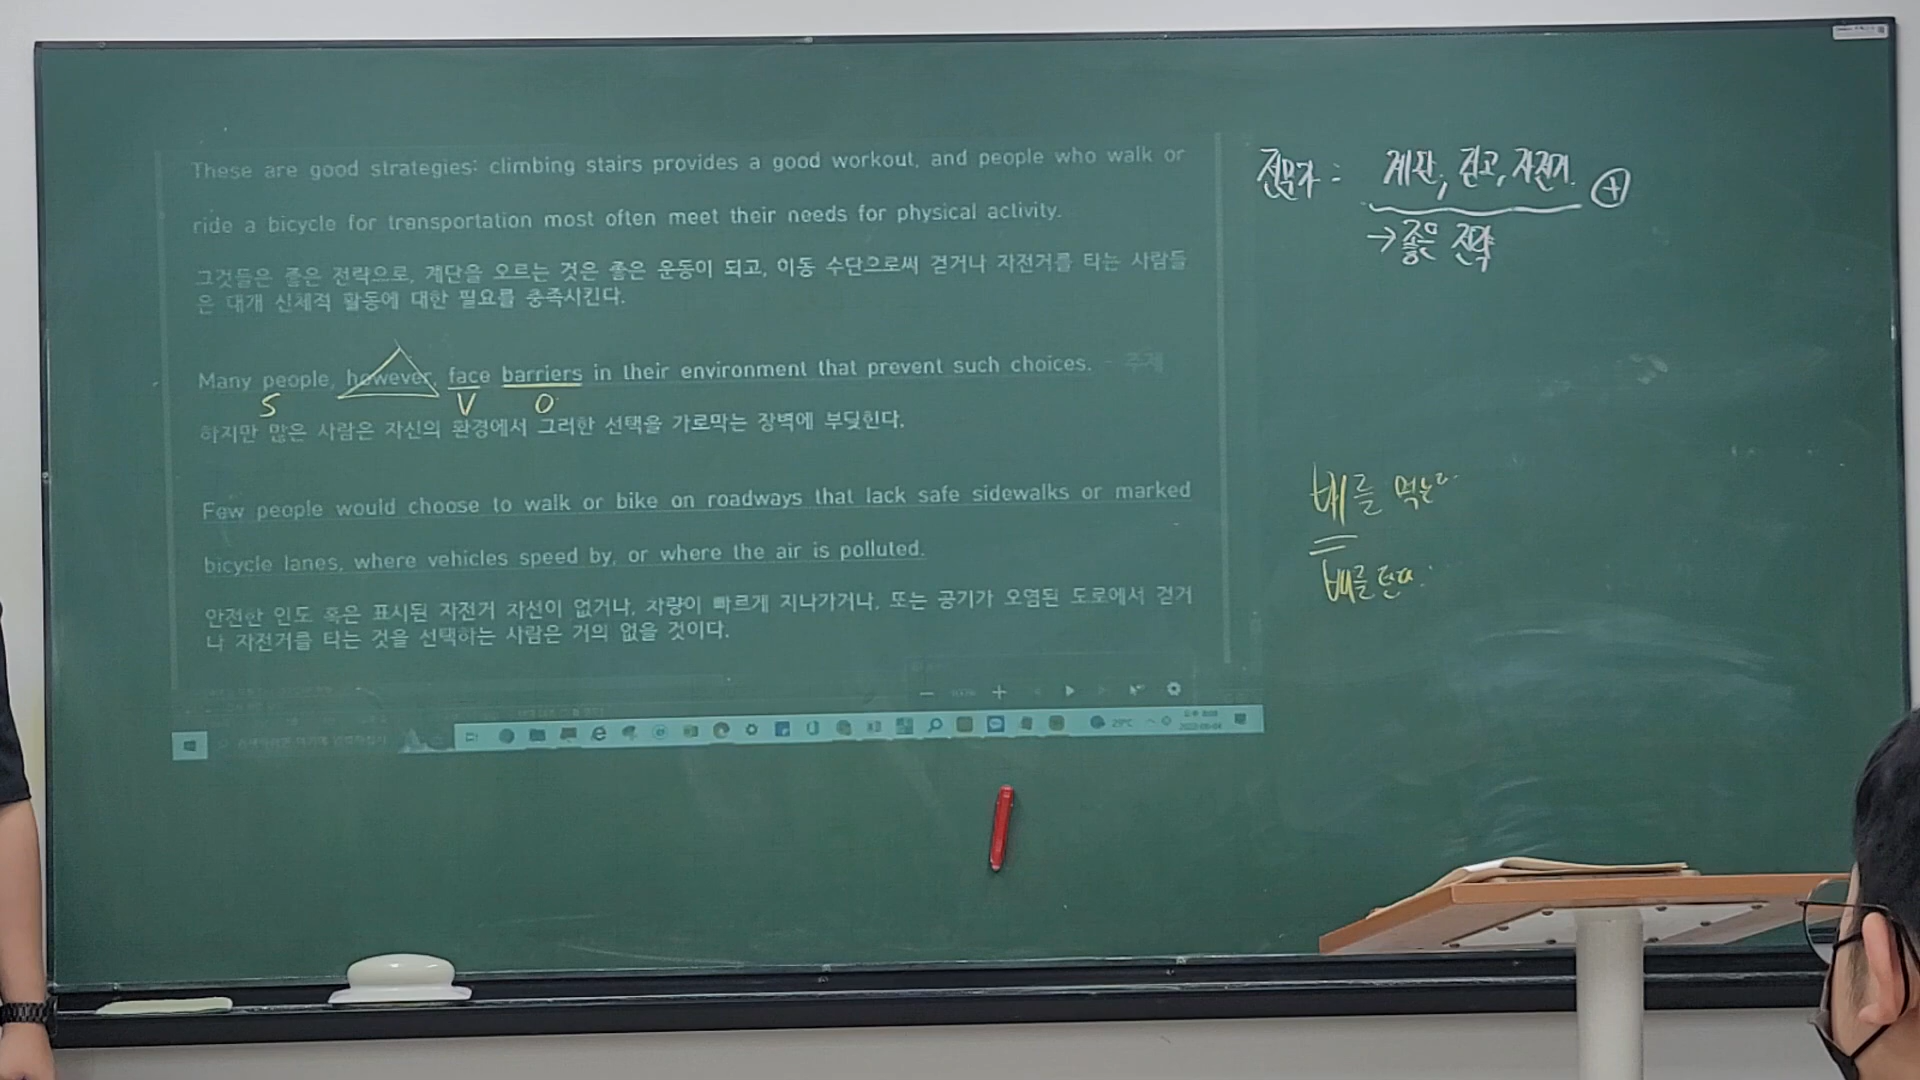 These are good strategies: climbing stairs provides a good workout, and people who walk or
ride a bicycle for transportation most often meet their needs for physical activity.
그것들은 좋은 전략으로, 계단을 오르는 것은 좋은 운동이 되고, 이동 수단으로써 걷거나 자전거를 타는 사람들
은 대개 신체적 활동에 대한 필요를 충족시킨다.
Many people, however, face barriers in their environment that prevent such choices. - 주제
S V O
하지만 많은 사람은 자신의 환경에서 그러한 선택을 가로막는 장벽에 부딪힌다.
Few people would choose to walk or bike on roadways that lack safe sidewalks or marked
bicycle lanes, where vehicles speed by, or where the air is polluted.
안전한 인도 혹은 표시된 자전거 차선이 없거나, 차량이 빠르게 지나가거나, 또는 공기가 오염된 도로에서 걷거
나 자전거를 타는 것을 선택하는 사람은 거의 없을 것이다.
29°C
전문가 : 계단, 걷고, 자전거 +
→ 좋은 전략
배를 먹는다
배를 탄다.